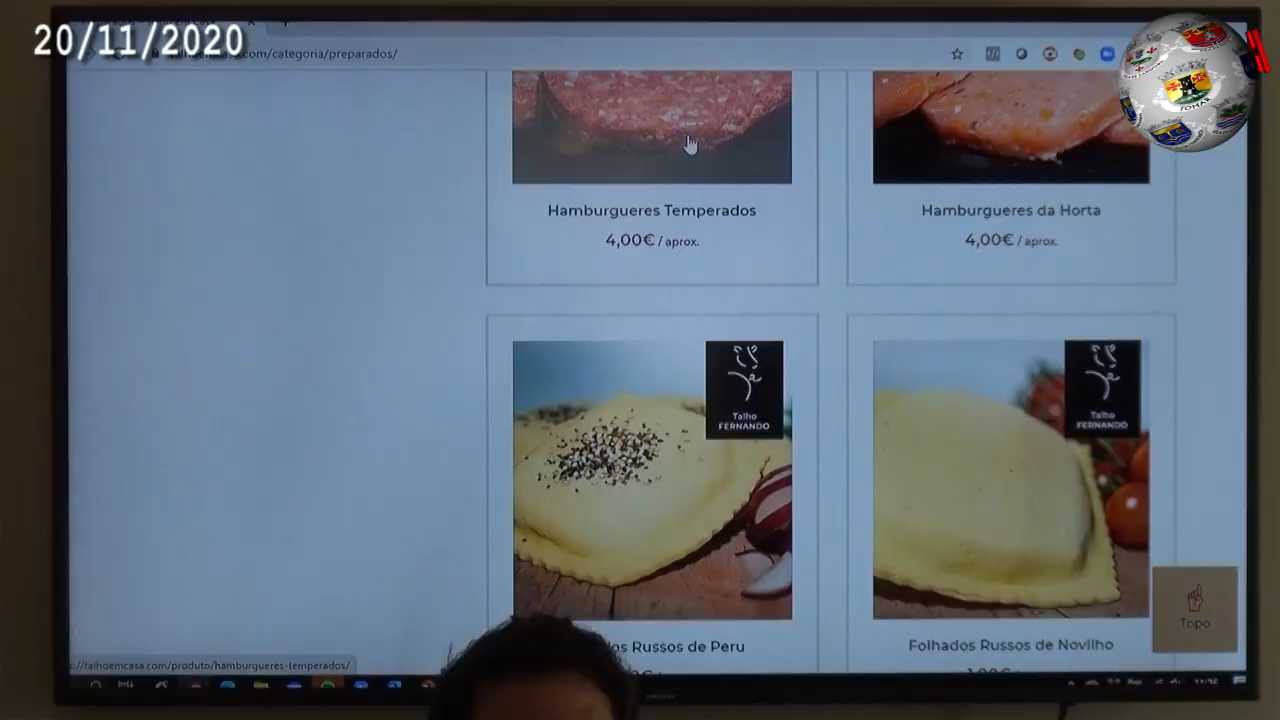 20/11/2020
.com/categoria/preparados/
TOMAR
Hamburgueres Temperados
4,00€ / aprox.
Hamburgueres da Horta
4,00€ / aprox.
Talho
FERNANDO
Talho
FERNANDO
Russos de Peru
Folhados Russos de Novilho
Topo
://talhoemcasa.com/produto/hamburgueres-temperados/